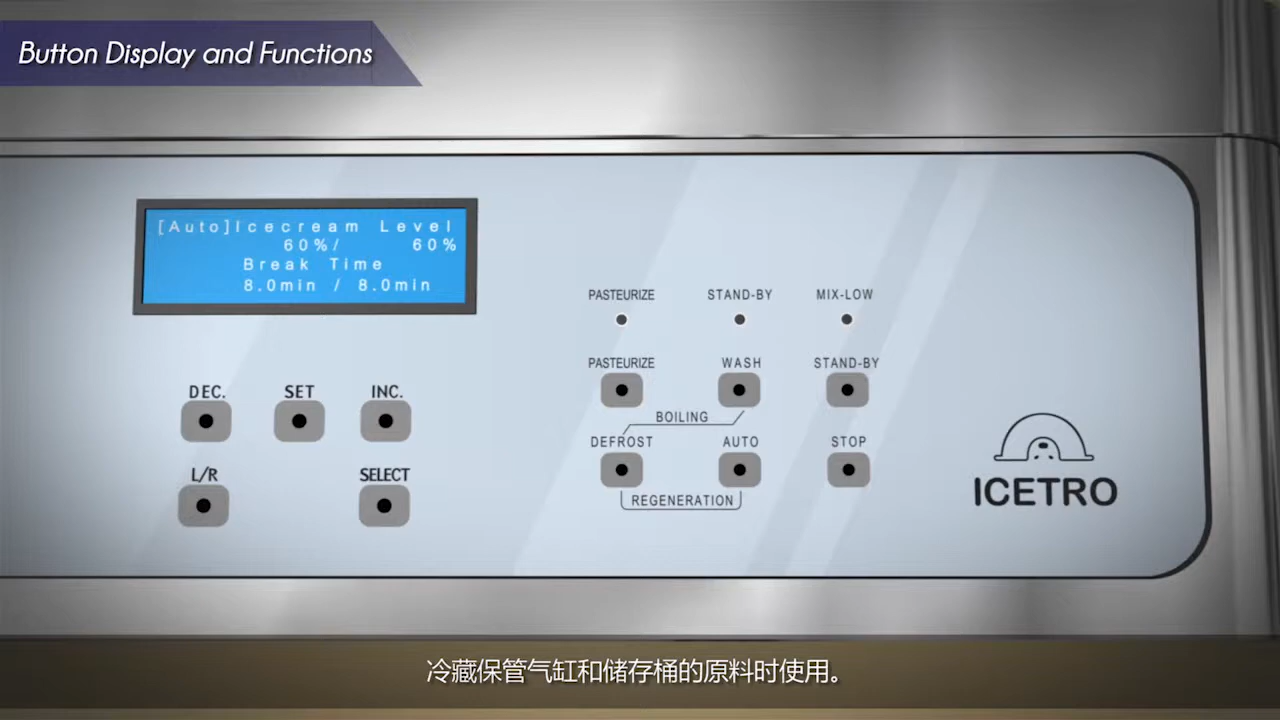 Button Display and Functions
[Auto]Icecream Level
60%/ 60%
Break Time
8.0min / 8.0min
PASTEURIZE STAND-BY MIX-LOW
PASTEURIZE WASH STAND-BY
DEC. SET INC.
BOILING
DEFROST AUTO STOP
L/R SELECT
REGENERATION
ICETRO
冷藏保管气缸和储存桶的原料时使用。